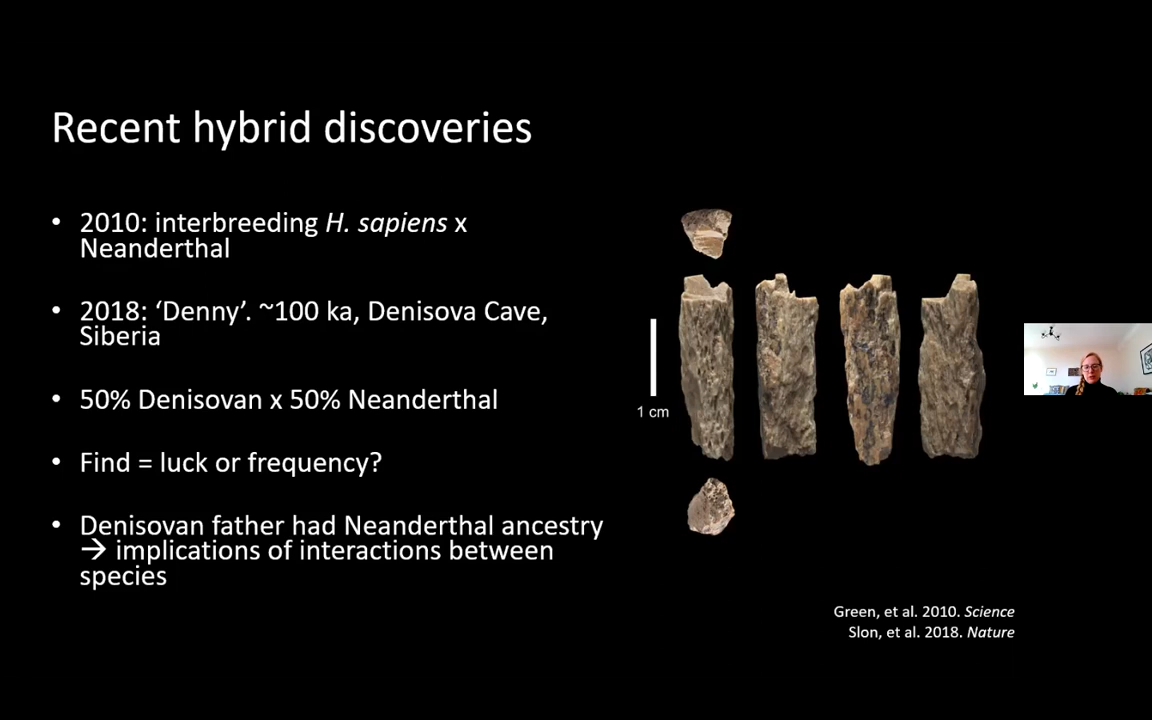 Recent hybrid discoveries
• 2010: interbreeding H. sapiens x
Neanderthal
• 2018: ‘Denny’. ~100 ka, Denisova Cave,
Siberia
• 50% Denisovan x 50% Neanderthal
• Find = luck or frequency?
• Denisovan father had Neanderthal ancestry
→ implications of interactions between
species
1 cm
Green, et al. 2010. Science
Slon, et al. 2018. Nature